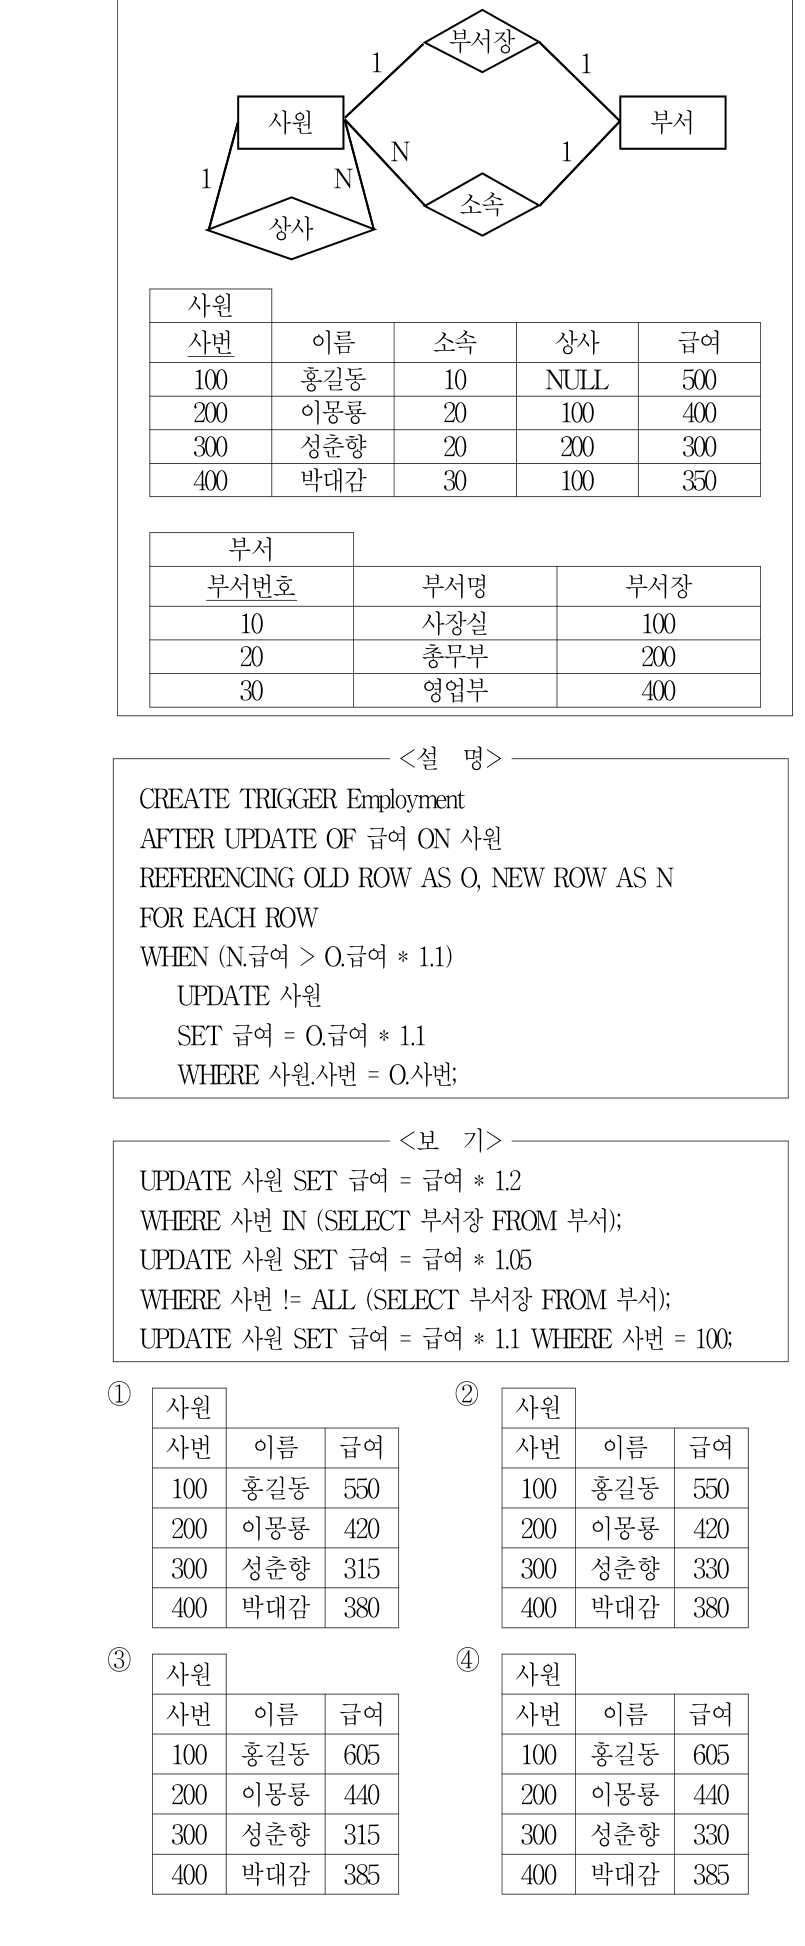 부서장
1 1
사원 부서
N 1
1 N
소속
상사
사원
사번 이름 소속 상사 급여
100 홍길동 10 NULL 500
200 이몽룡 20 100 400
300 성춘향 20 200 300
400 박대감 30 100 350
부서
부서번호 부서명 부서장
10 사장실 100
20 총무부 200
30 영업부 400
<설 명>
CREATE TRIGGER Employment
AFTER UPDATE OF 급여 ON 사원
REFERENCING OLD ROW AS O, NEW ROW AS N
FOR EACH ROW
WHEN (N.급여 > O.급여 * 1.1)
UPDATE 사원
SET 급여 = O.급여 * 1.1
WHERE 사원.사번 = O.사번;
<보 기>
UPDATE 사원 SET 급여 = 급여 * 1.2
WHERE 사번 IN (SELECT 부서장 FROM 부서);
UPDATE 사원 SET 급여 = 급여 * 1.05
WHERE 사번 != ALL (SELECT 부서장 FROM 부서);
UPDATE 사원 SET 급여 = 급여 * 1.1 WHERE 사번 = 100;
①
사원
사번 이름 급여
100 홍길동 550
200 이몽룡 420
300 성춘향 315
400 박대감 380
②
사원
사번 이름 급여
100 홍길동 550
200 이몽룡 420
300 성춘향 330
400 박대감 380
③
사원
사번 이름 급여
100 홍길동 605
200 이몽룡 440
300 성춘향 315
400 박대감 385
④
사원
사번 이름 급여
100 홍길동 605
200 이몽룡 440
300 성춘향 330
400 박대감 385